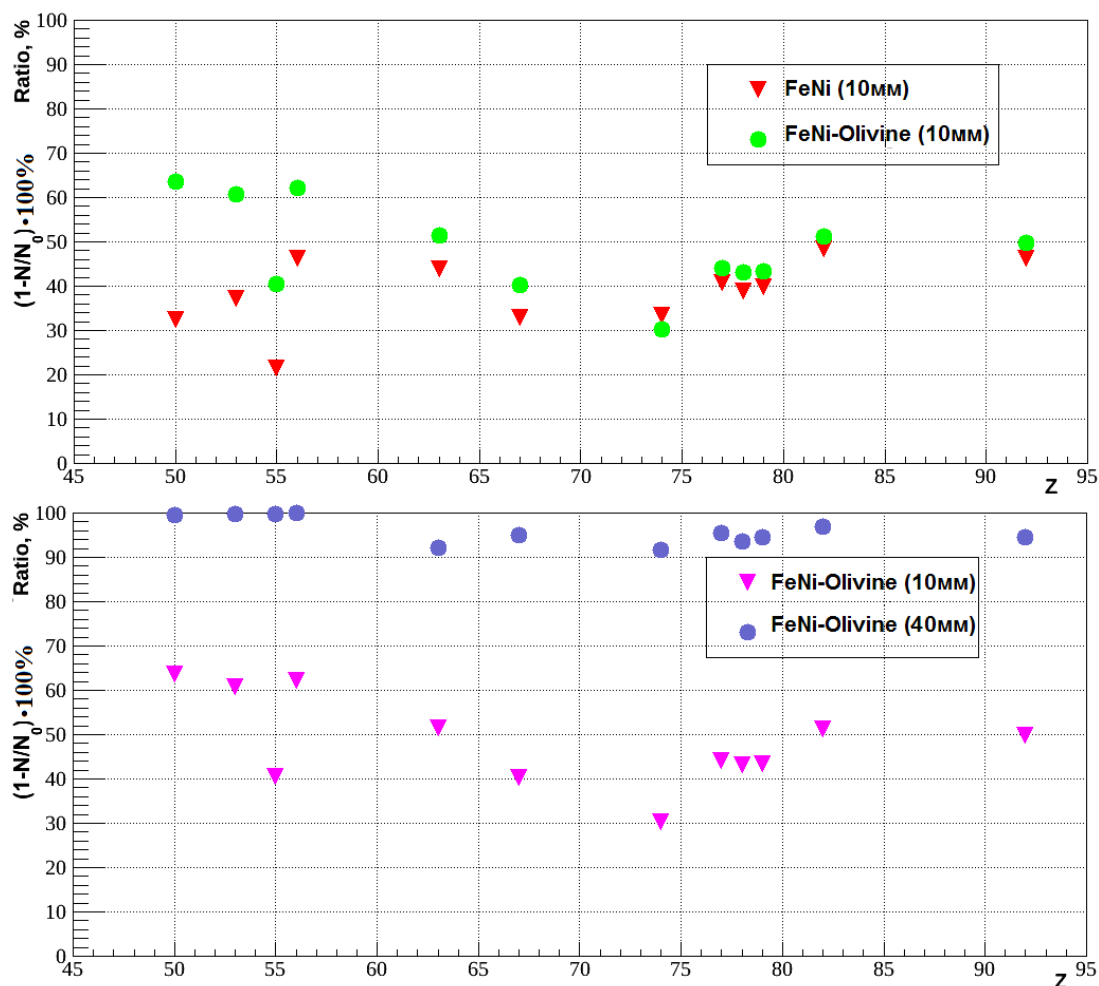 Ratio, %
(1-N/N0)•100%
100
90
80
70
60
50
40
30
20
10
0
FeNi (10мм)
FeNi-Olivine (10мм)
45 50 55 60 65 70 75 80 85 90 95
Z
Ratio, %
(1-N/N0)•100%
100
90
80
70
60
50
40
30
20
10
0
FeNi-Olivine (10мм)
FeNi-Olivine (40мм)
45 50 55 60 65 70 75 80 85 90 95
Z